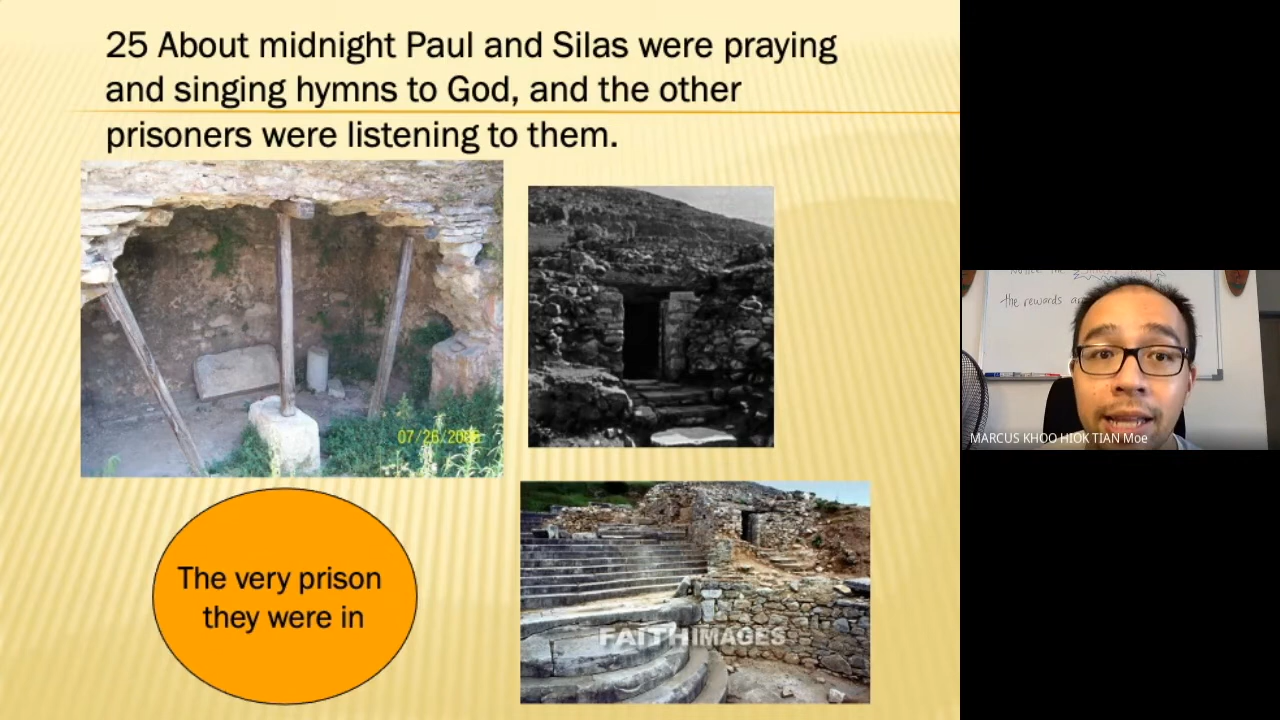 25 About midnight Paul and Silas were praying
and singing hymns to God, and the other
prisoners were listening to them.
07/26/20
The very prison
they were in
FAITHIMAGES
the rewards
MARCUS KHOO HIOK TIAN Moe